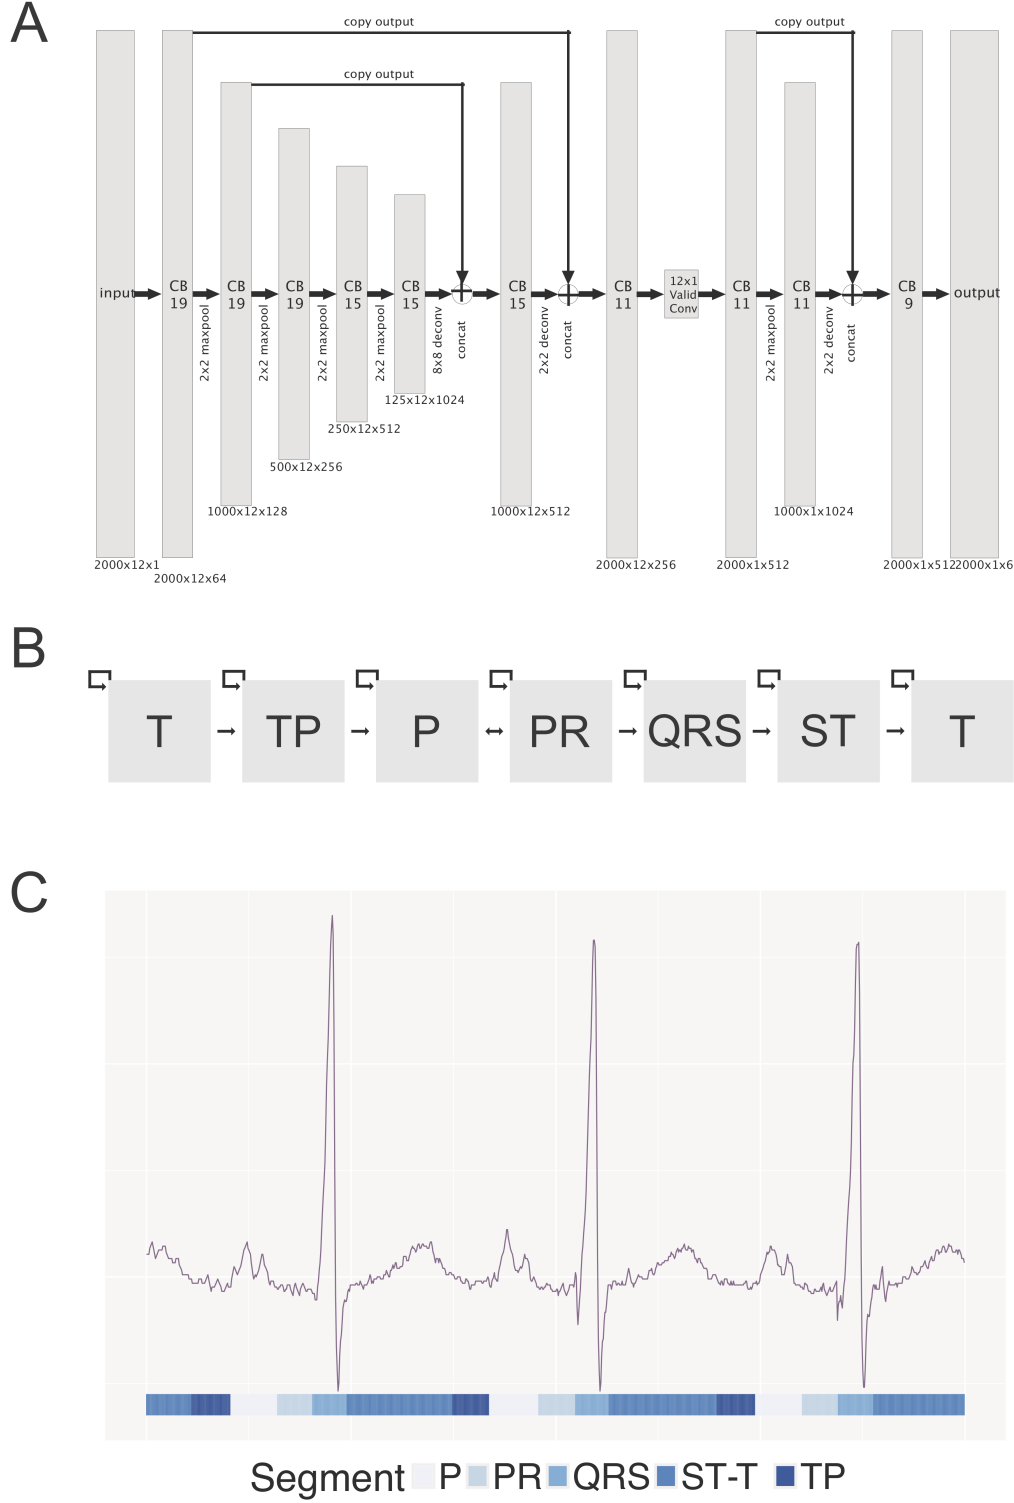 A
copy output
copy output
copy output
input
CB
19
CB
19
CB
19
CB
15
CB
15
CB
15
CB
11
12x1
Valid
Conv
CB
11
CB
11
CB
9
output
2x2 maxpool
2x2 maxpool
2x2 maxpool
2x2 maxpool
8x8 deconv
concat
2x2 deconv
concat
2x2 maxpool
2x2 deconv
concat
125x12x1024
250x12x512
500x12x256
1000x12x128
1000x12x512
1000x1x1024
2000x12x1
2000x12x64
2000x12x256
2000x1x512
2000x1x512
2000x1x6
B
T
TP
P
PR
QRS
ST
T
C
Segment P PR QRS ST-T TP